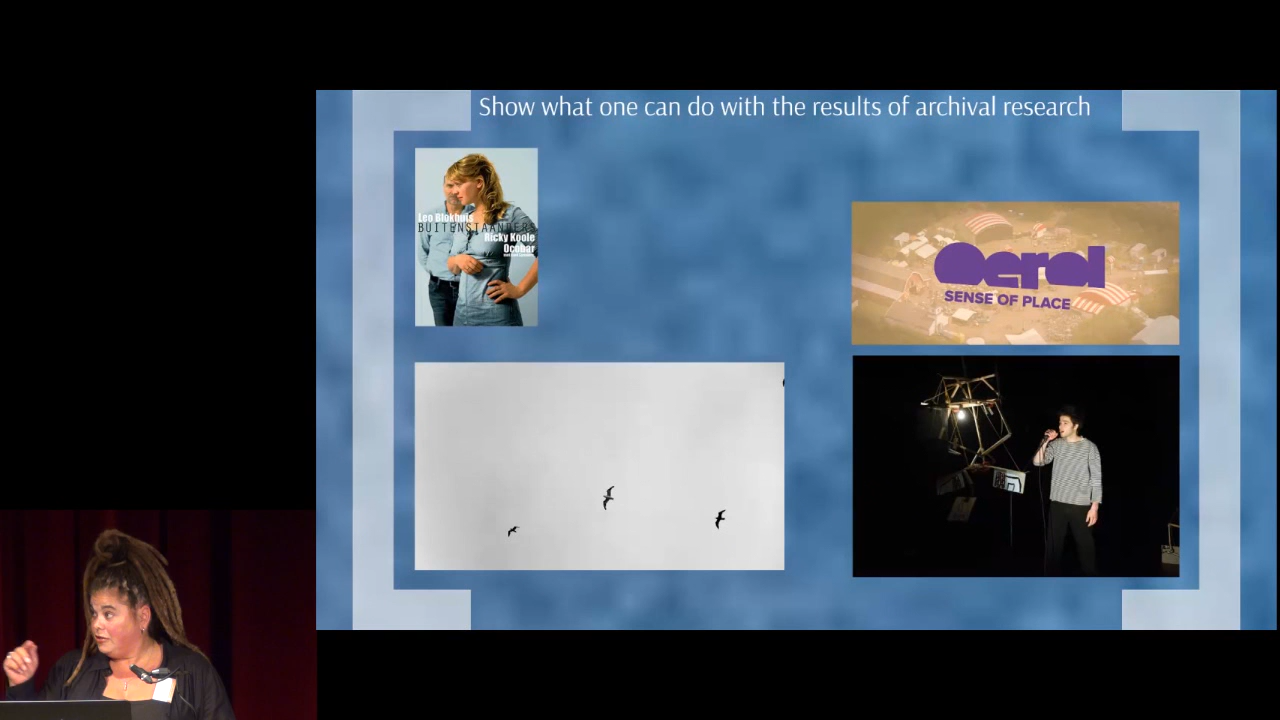 Show what one can do with the results of archival research
Leo Blokhuis
BUITENSTAANDERS
Ricky Koole
Ocobar
Oerol
SENSE OF PLACE